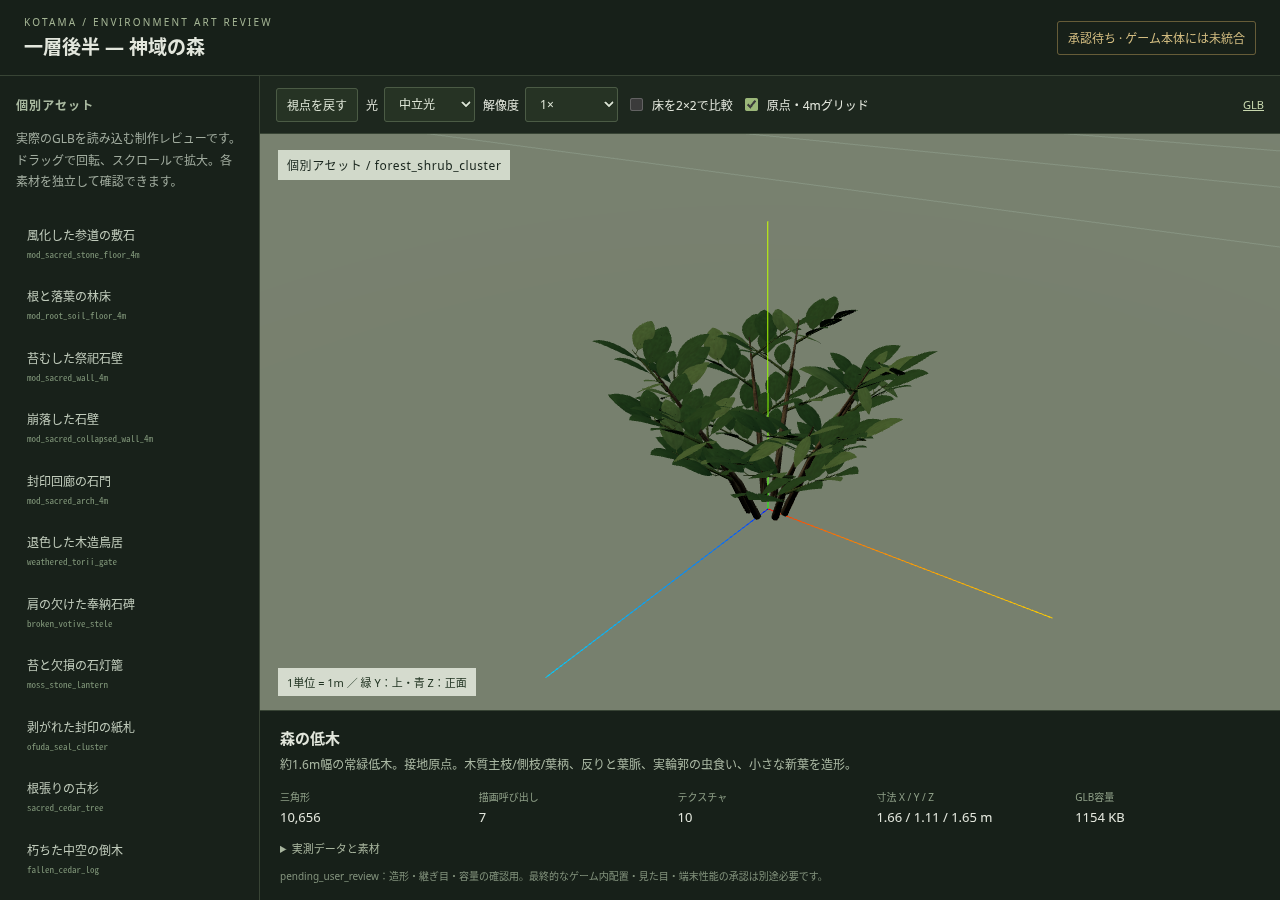 KOTAMA / ENVIRONMENT ART REVIEW
一層後半 — 神域の森
承認待ち · ゲーム本体には未統合
個別アセット
実際のGLBを読み込む制作レビューです。
ドラッグで回転、スクロールで拡大。各
素材を独立して確認できます。
風化した参道の敷石
mod_sacred_stone_floor_4m
根と落葉の林床
mod_root_soil_floor_4m
苔むした祭祀石壁
mod_sacred_wall_4m
崩落した石壁
mod_sacred_collapsed_wall_4m
封印回廊の石門
mod_sacred_arch_4m
退色した木造鳥居
weathered_torii_gate
肩の欠けた奉納石碑
broken_votive_stele
苔と欠損の石灯籠
moss_stone_lantern
剥がれた封印の紙札
ofuda_seal_cluster
根張りの古杉
sacred_cedar_tree
朽ちた中空の倒木
fallen_cedar_log
視点を戻す 光 中立光 解像度 1× 床を2×2で比較 原点・4mグリッド GLB
個別アセット / forest_shrub_cluster
1単位 = 1m ／ 緑 Y：上・青 Z：正面
森の低木
約1.6m幅の常緑低木。接地原点。木質主枝/側枝/葉柄、反りと葉脈、実輪郭の虫食い、小さな新葉を造形。
三角形 描画呼び出し テクスチャ 寸法 X / Y / Z GLB容量
10,656 7 10 1.66 / 1.11 / 1.65 m 1154 KB
▶ 実測データと素材
pending_user_review：造形・継ぎ目・容量の確認用。最終的なゲーム内配置・見た目・端末性能の承認は別途必要です。